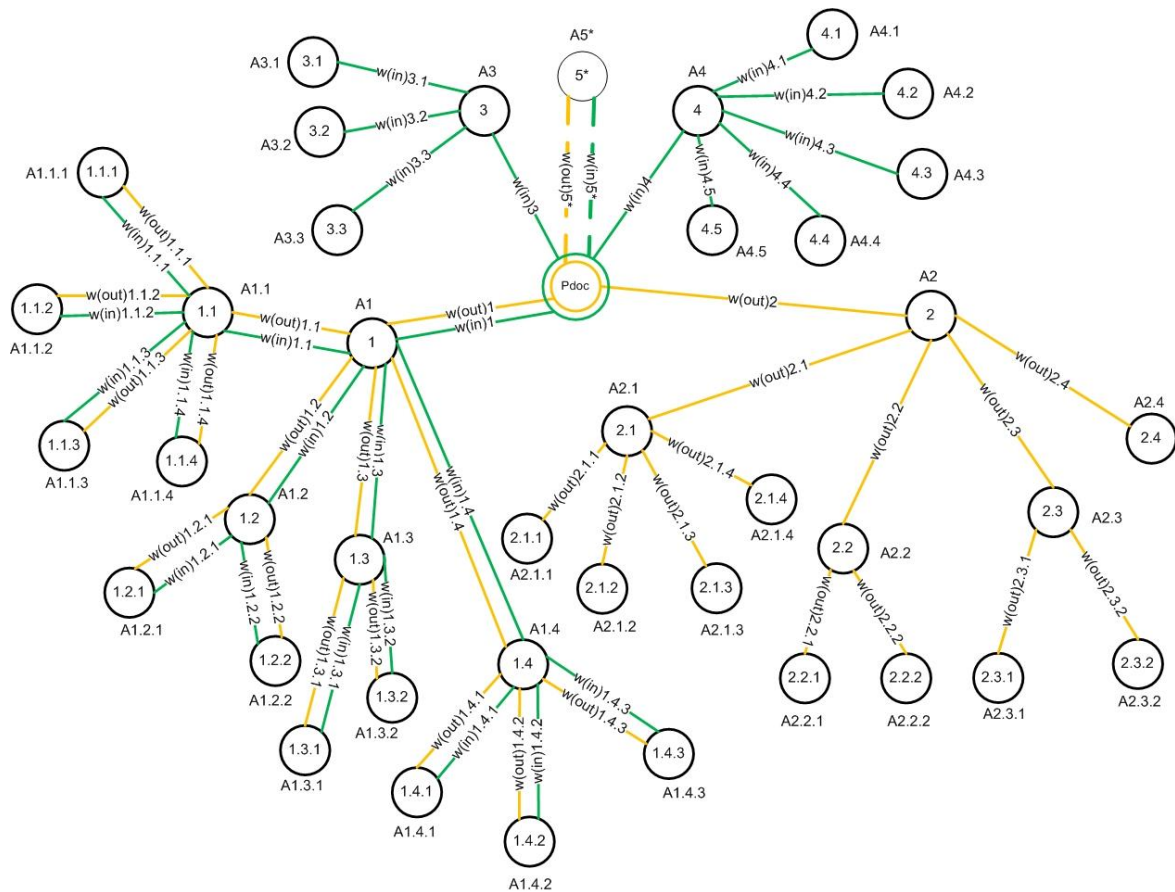 A5*
5*
w(out)5*
w(in)5*
A3.1
3.1
w(in)3.1
A3
3
A3.2
3.2
w(in)3.2
w(in)3.3
A3.3
3.3
w(in)3
A4
4
w(in)4.1
4.1
A4.1
w(in)4.2
4.2
A4.2
w(in)4.3
4.3
A4.3
w(in)4.4
4.4
A4.4
w(in)4.5
4.5
A4.5
w(in)4
Pdoc
A1.1.1
1.1.1
w(out)1.1.1
w(in)1.1.1
1.1.2
A1.1.2
w(out)1.1.2
w(in)1.1.2
A1.1
1.1
w(in)1.1.3
w(out)1.1.3
1.1.3
A1.1.3
w(in)1.1.4
w(out)1.1.4
1.1.4
A1.1.4
w(out)1.1
w(in)1.1
A1
1
w(out)1
w(in)1
w(out)1.2
w(in)1.2
A1.2
1.2
w(out)1.2.1
w(in)1.2.1
1.2.1
A1.2.1
w(in)1.2.2
w(out)1.2.2
1.2.2
A1.2.2
w(in)1.3
w(out)1.3
A1.3
1.3
w(out)1.3.1
w(in)1.3.1
1.3.1
A1.3.1
w(in)1.3.2
w(out)1.3.2
1.3.2
A1.3.2
w(in)1.4
w(out)1.4
A1.4
1.4
w(out)1.4.1
w(in)1.4.1
1.4.1
A1.4.1
w(out)1.4.2
w(in)1.4.2
1.4.2
A1.4.2
w(in)1.4.3
w(out)1.4.3
1.4.3
A1.4.3
w(out)2
A2
2
w(out)2.1
A2.1
2.1
w(out)2.1.1
2.1.1
A2.1.1
w(out)2.1.2
2.1.2
A2.1.2
w(out)2.1.3
2.1.3
A2.1.3
w(out)2.1.4
2.1.4
A2.1.4
w(out)2.2
2.2
A2.2
w(out)2.2.1
2.2.1
A2.2.1
w(out)2.2.2
2.2.2
A2.2.2
w(out)2.3
2.3
A2.3
w(out)2.3.1
2.3.1
A2.3.1
w(out)2.3.2
2.3.2
A2.3.2
w(out)2.4
A2.4
2.4